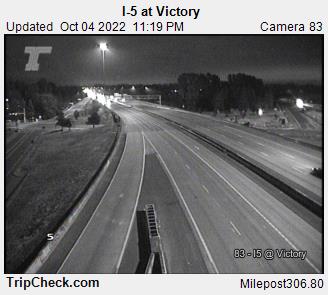 I-5 at Victory
Updated Oct 04 2022 11:19 PM Camera 83
T
S
83 - I5 @ Victory
TripCheck.com Milepost306.80